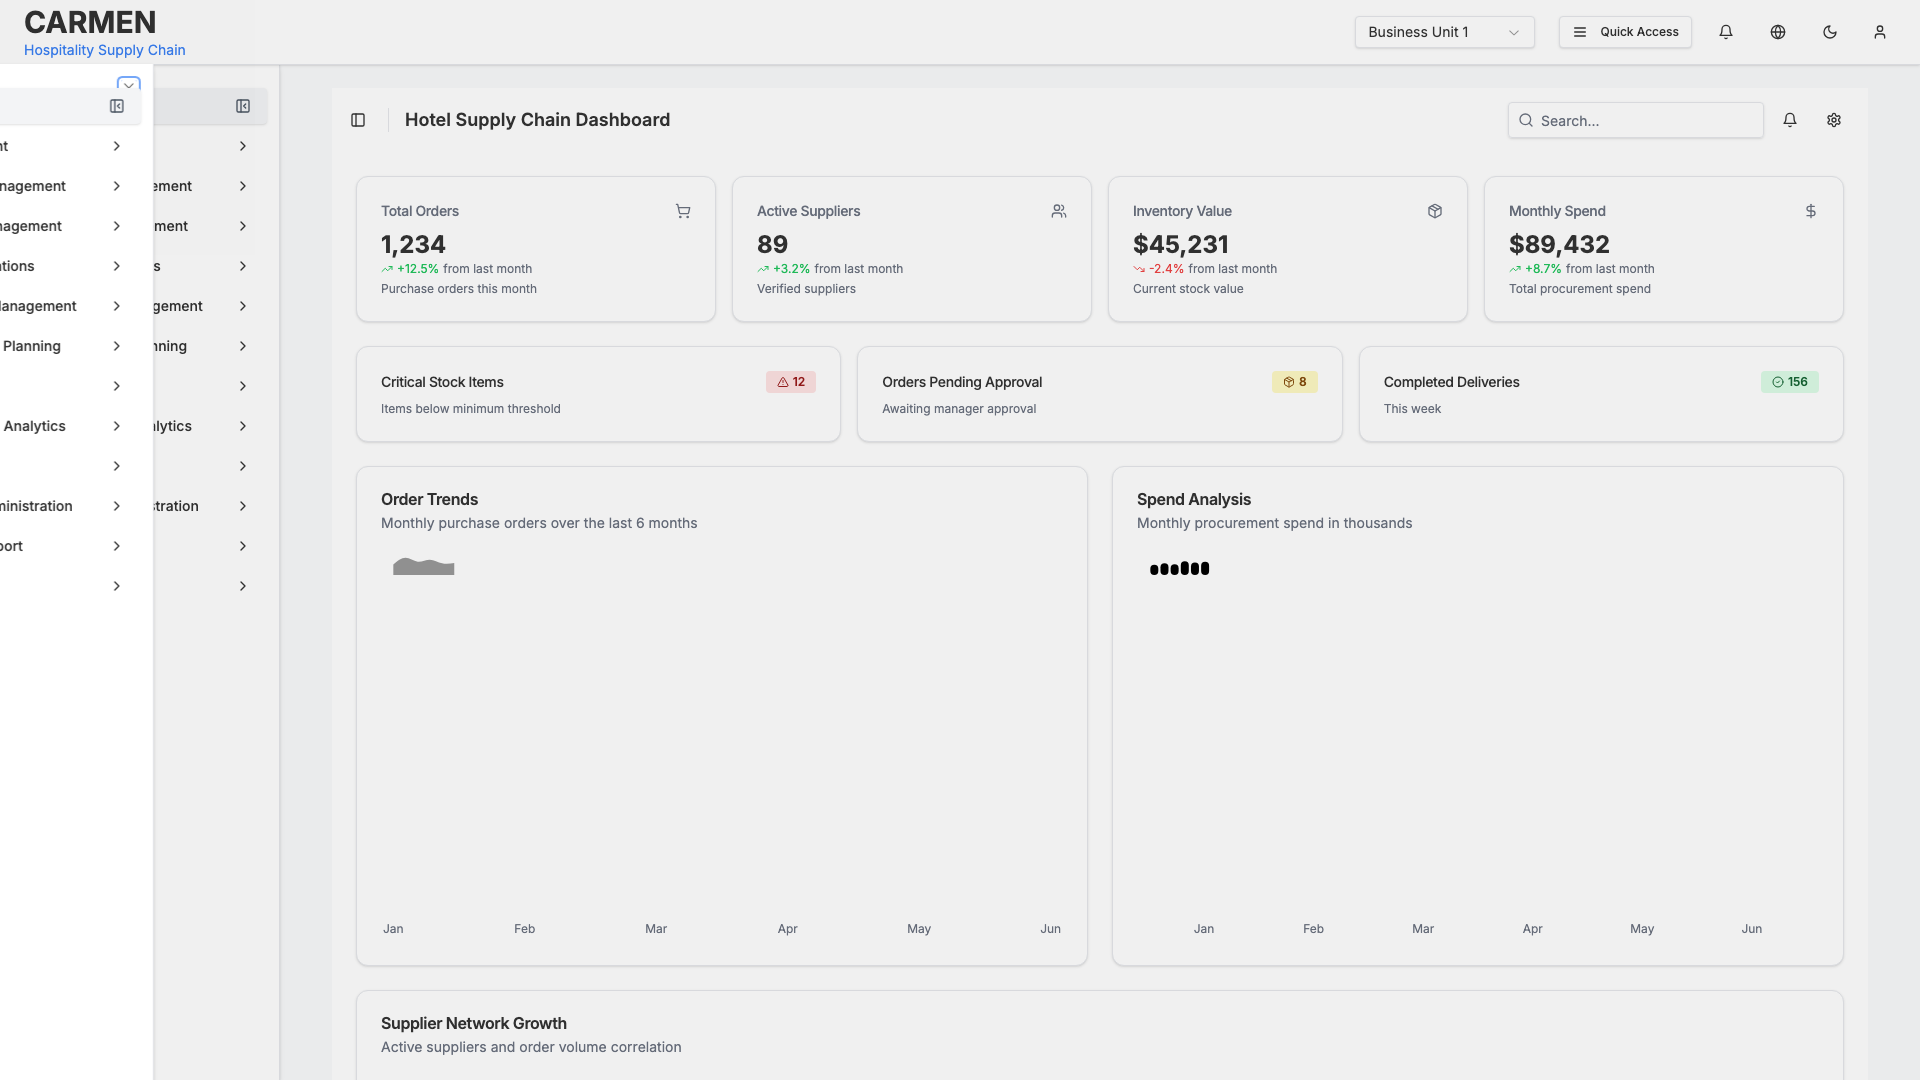 CARMEN
Hospitality Supply Chain
Business Unit 1
Quick Access
Hotel Supply Chain Dashboard
Search...
nt
nagement
ement
nagement
ment
ations
s
Management
gement
Planning
nning
Analytics
lytics
ministration
stration
port
Total Orders
1,234
+12.5% from last month
Purchase orders this month
Active Suppliers
89
+3.2% from last month
Verified suppliers
Inventory Value
$45,231
-2.4% from last month
Current stock value
Monthly Spend
$89,432
+8.7% from last month
Total procurement spend
Critical Stock Items
12
Items below minimum threshold
Orders Pending Approval
8
Awaiting manager approval
Completed Deliveries
156
This week
Order Trends
Monthly purchase orders over the last 6 months
Jan Feb Mar Apr May Jun
Spend Analysis
Monthly procurement spend in thousands
Jan Feb Mar Apr May Jun
Supplier Network Growth
Active suppliers and order volume correlation